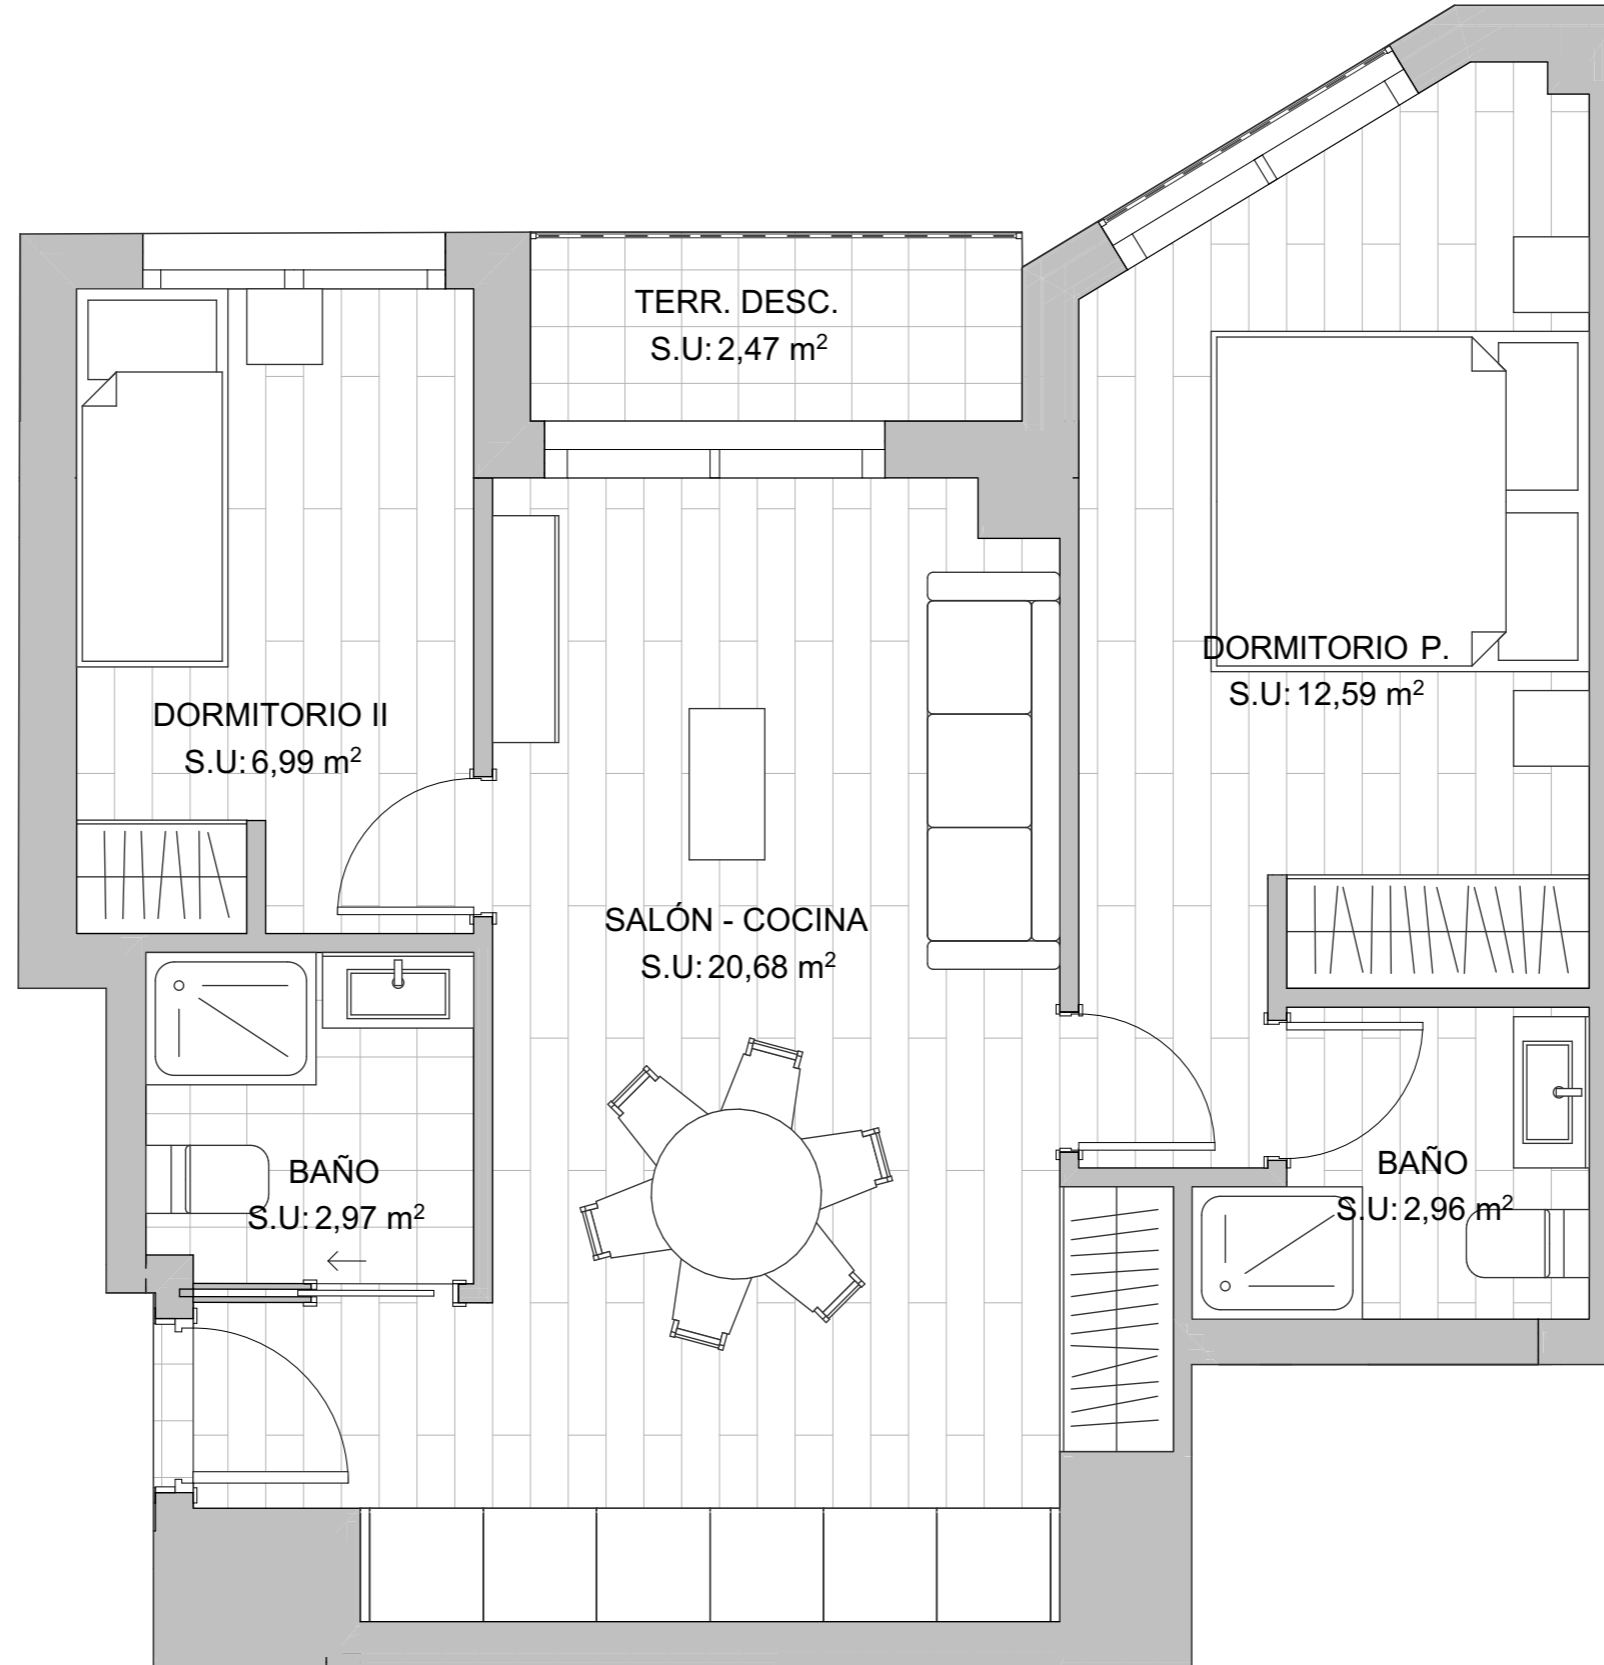 TERR. DESC.
S.U: 2,47 m²
DORMITORIO P.
S.U: 12,59 m²
DORMITORIO II
S.U: 6,99 m²
SALÓN - COCINA
S.U: 20,68 m²
BAÑO
S.U: 2,97 m²
BAÑO
S.U: 2,96 m²